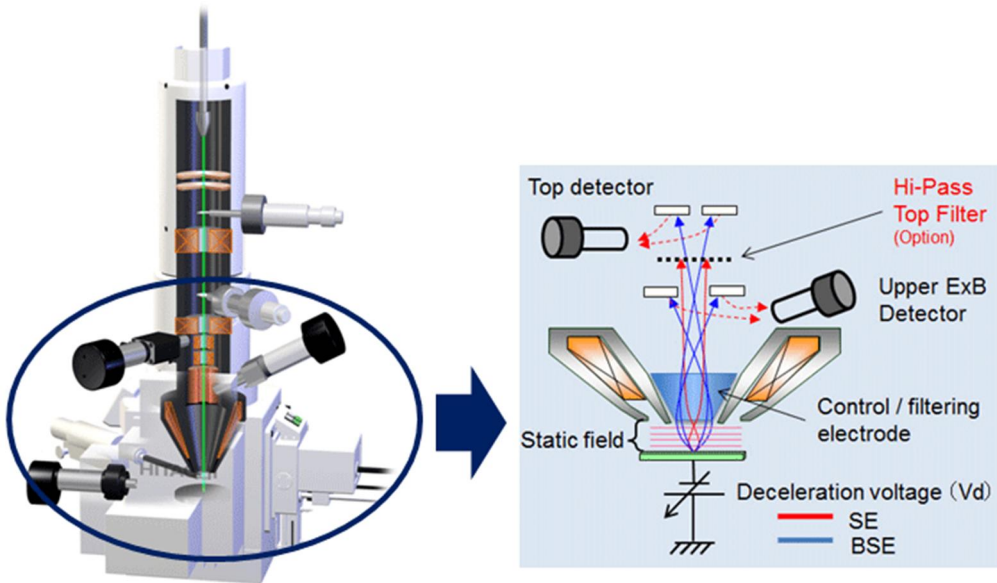 HITACHI
Top detector
Hi-Pass
Top Filter
(Option)
Upper ExB
Detector
Static field
Control / filtering
electrode
Deceleration voltage (Vd)
SE
BSE